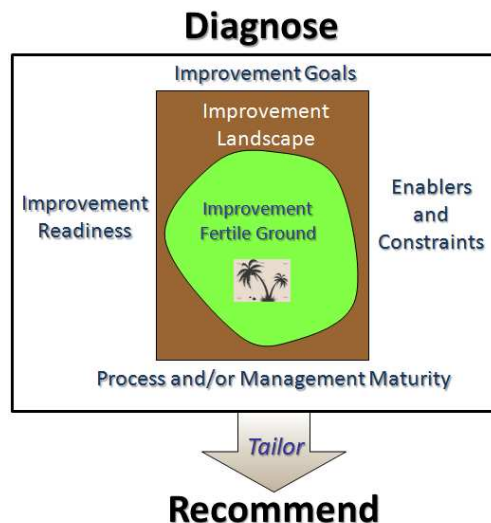 Diagnose
Improvement Goals
Improvement
Landscape
Improvement
Readiness
Improvement
Fertile Ground
Enablers
and
Constraints
Process and/or Management Maturity
Tailor
Recommend